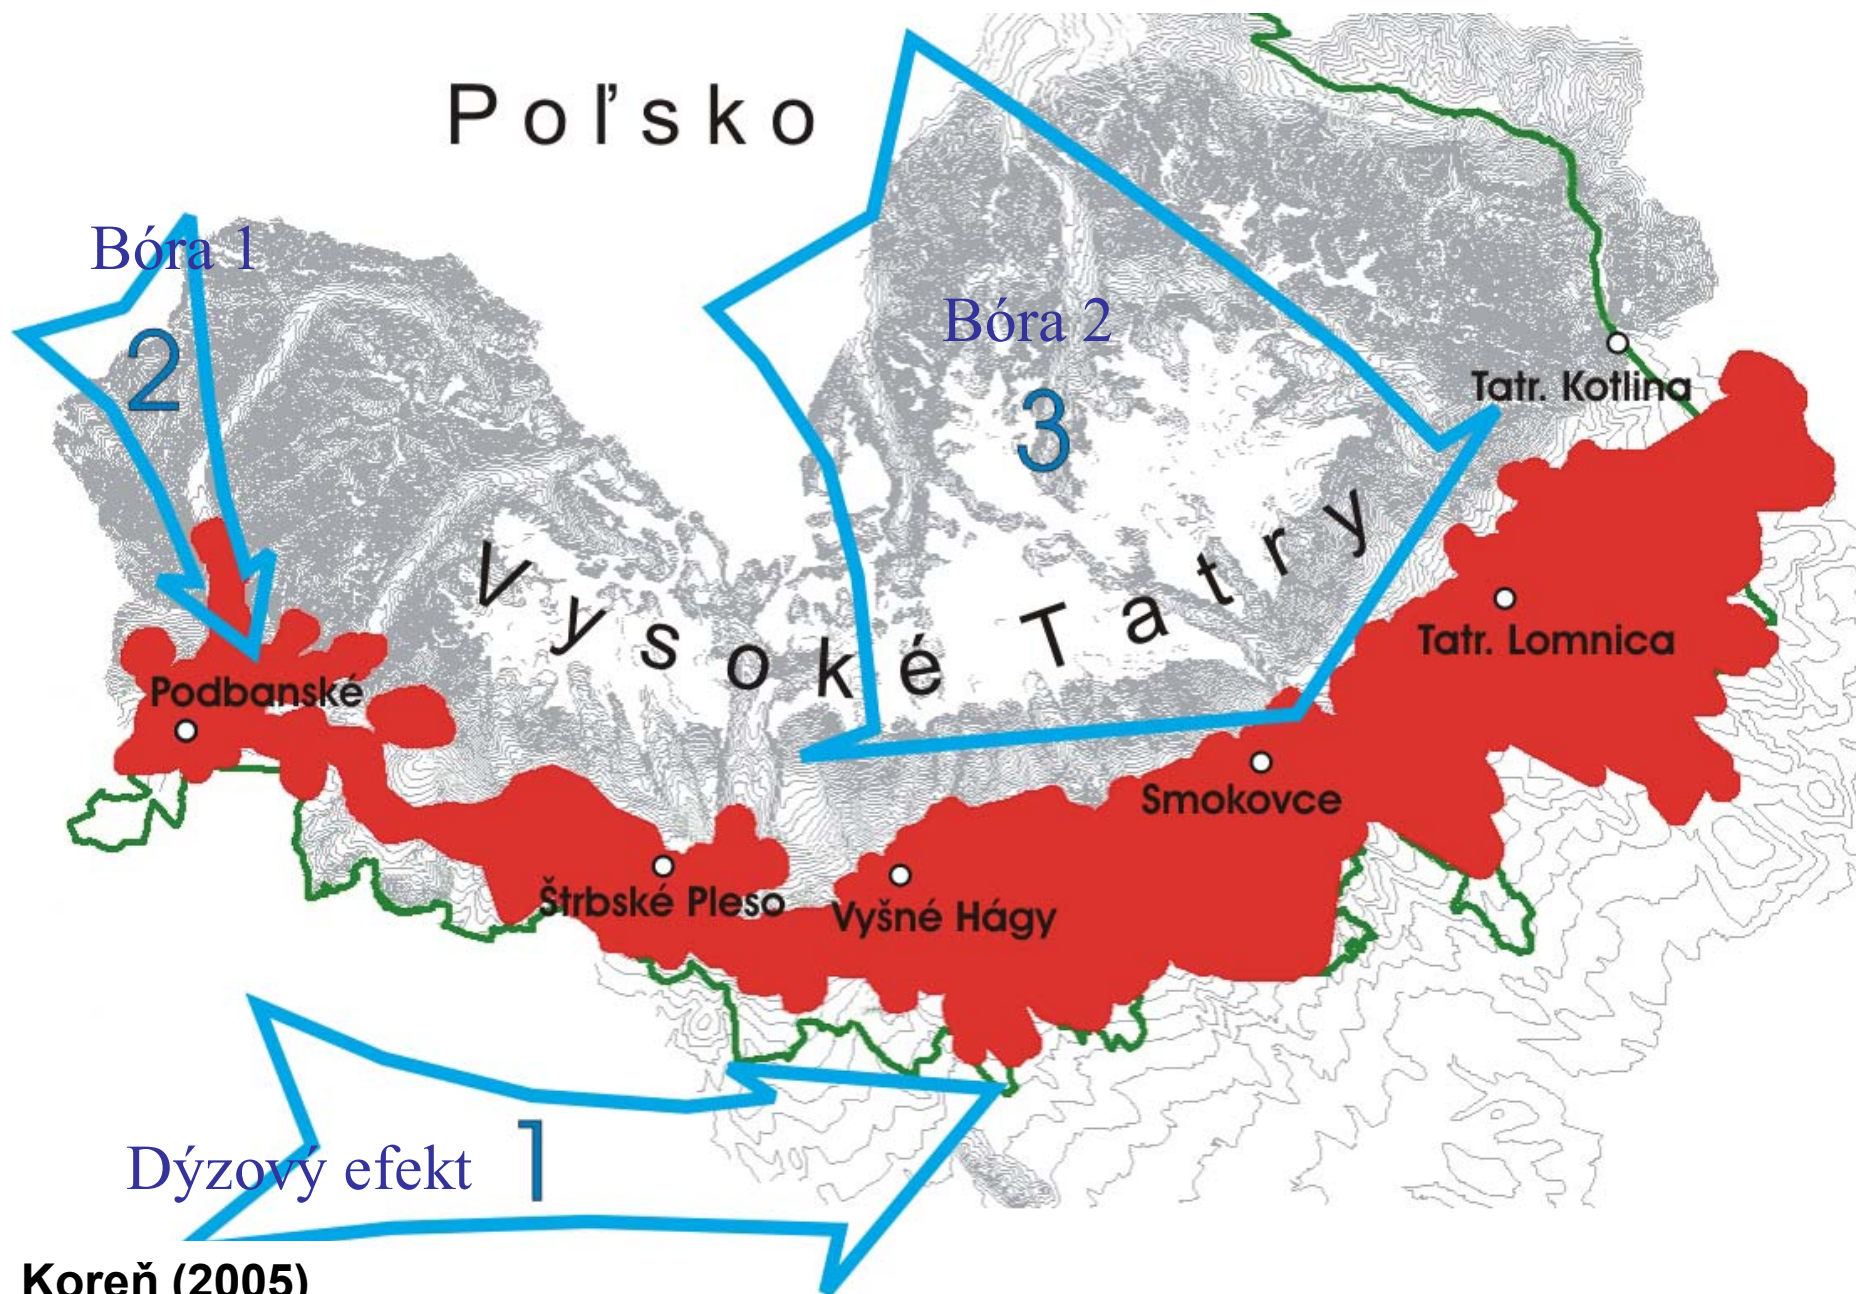 Poľsko
Bóra 1
2
Bóra 2
3
Tatr. Kotlina
Vysoké Tatry
Tatr. Lomnica
Podbanské
Smokovce
Štrbské Pleso
Vyšné Hágy
Dýzový efekt
1
Koreň (2005)